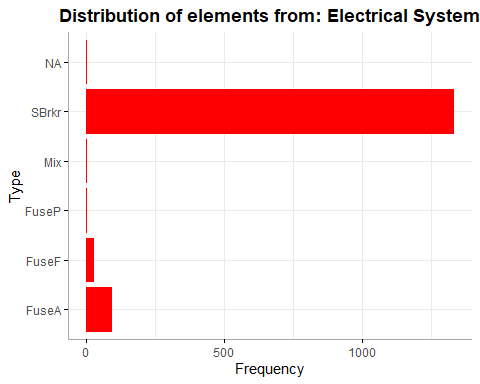 Distribution of elements from: Electrical System
NA
SBrkr
Mix
FuseP
FuseF
FuseA
Type
0 500 1000
Frequency